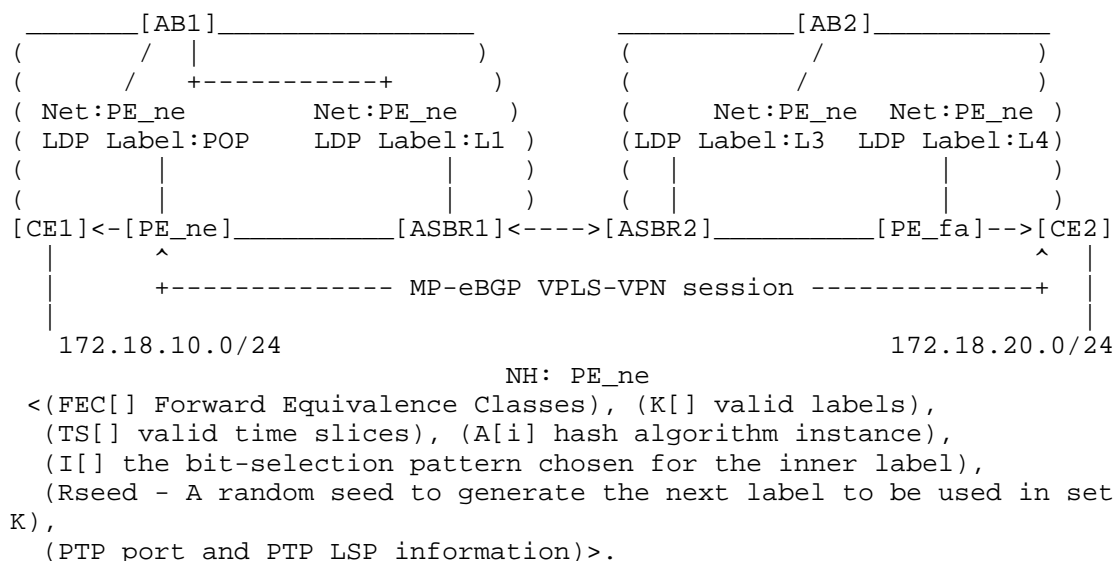 _______[AB1]________________ ___________[AB2]___________
( / | ) ( / )
( / +-----------+ ) ( / )
( Net:PE_ne Net:PE_ne ) ( Net:PE_ne Net:PE_ne )
( LDP Label:POP LDP Label:L1 ) (LDP Label:L3 LDP Label:L4)
( | | ) ( | | )
( | | ) ( | | )
[CE1]<-[PE_ne]__________[ASBR1]<---->[ASBR2]__________[PE_fa]-->[CE2]
| ^ ^ |
| +-------------- MP-eBGP VPLS-VPN session --------------+ |
| |
172.18.10.0/24 172.18.20.0/24
NH: PE_ne
<(FEC[] Forward Equivalence Classes), (K[] valid labels),
(TS[] valid time slices), (A[i] hash algorithm instance),
(I[] the bit-selection pattern chosen for the inner label),
(Rseed - A random seed to generate the next label to be used in set
K),
(PTP port and PTP LSP information)>.